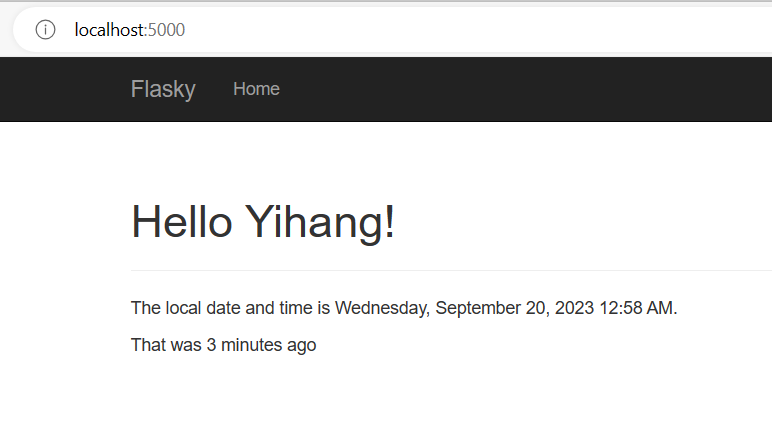 localhost:5000
Flasky Home
Hello Yihang!
The local date and time is Wednesday, September 20, 2023 12:58 AM.
That was 3 minutes ago